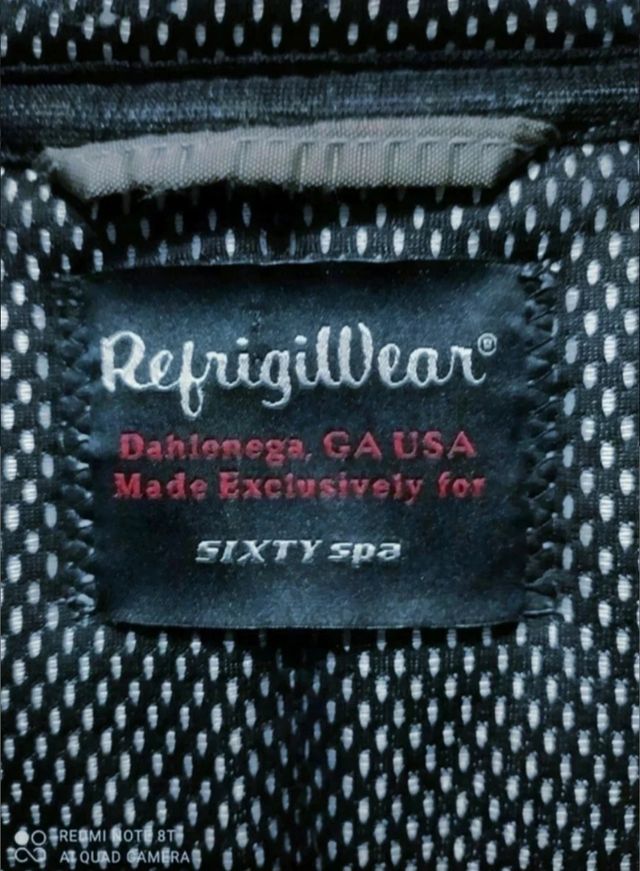 RefrigiWear®
Dahlonega, GA USA
Made Exclusively for
SIXTY spa
REDMI NOTE 8T
AI QUAD CAMERA